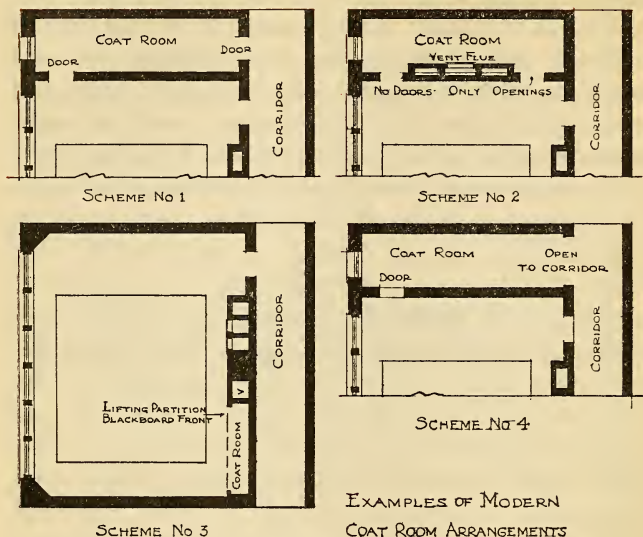 COAT ROOM
DOOR
DOOR
CORRIDOR
SCHEME No 1
COAT ROOM
VENT FLUE
NO DOORS· ONLY OPENINGS
CORRIDOR
SCHEME No 2
LIFTING PARTITION
BLACKBOARD FRONT
V
COAT ROOM
CORRIDOR
SCHEME No 3
COAT ROOM
OPEN
TO CORRIDOR
DOOR
CORRIDOR
SCHEME No 4
EXAMPLES OF MODERN
COAT ROOM ARRANGEMENTS